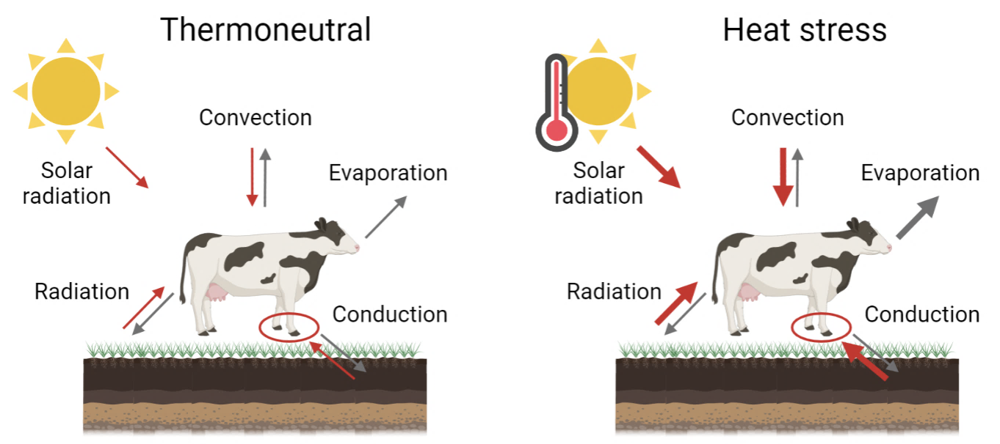 Thermoneutral
Convection
Solar
radiation
Evaporation
Radiation
Conduction
Heat stress
Convection
Solar
radiation
Evaporation
Radiation
Conduction